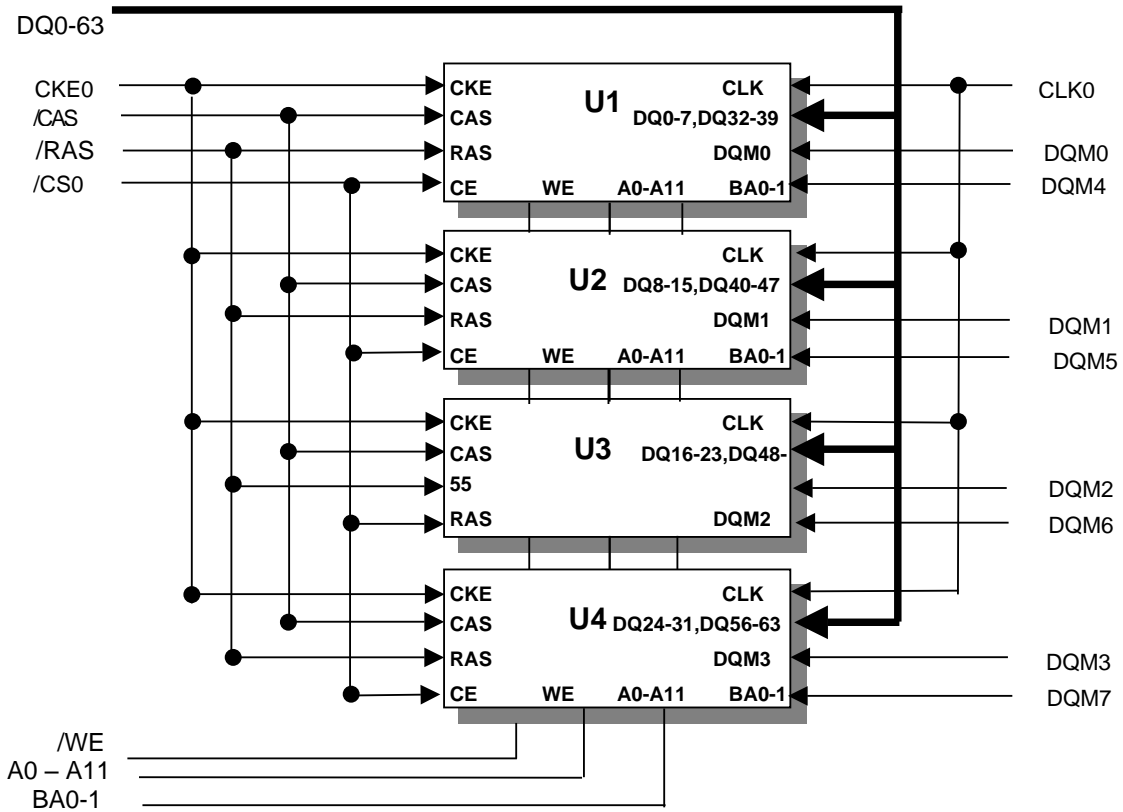 DQ0-63
CKE0
/CAS
/RAS
/CS0
CKE U1 CLK
CAS DQ0-7,DQ32-39
RAS DQM0
CE WE A0-A11 BA0-1
CLK0
DQM0
DQM4
CKE CLK
U2
CAS DQ8-15,DQ40-47
RAS DQM1
CE WE A0-A11 BA0-1
DQM1
DQM5
CKE CLK
CAS U3 DQ16-23,DQ48-
55
RAS DQM2
DQM2
DQM6
CKE CLK
CAS U4 DQ24-31,DQ56-63
RAS DQM3
CE WE A0-A11 BA0-1
DQM3
DQM7
/WE
A0 – A11
BA0-1